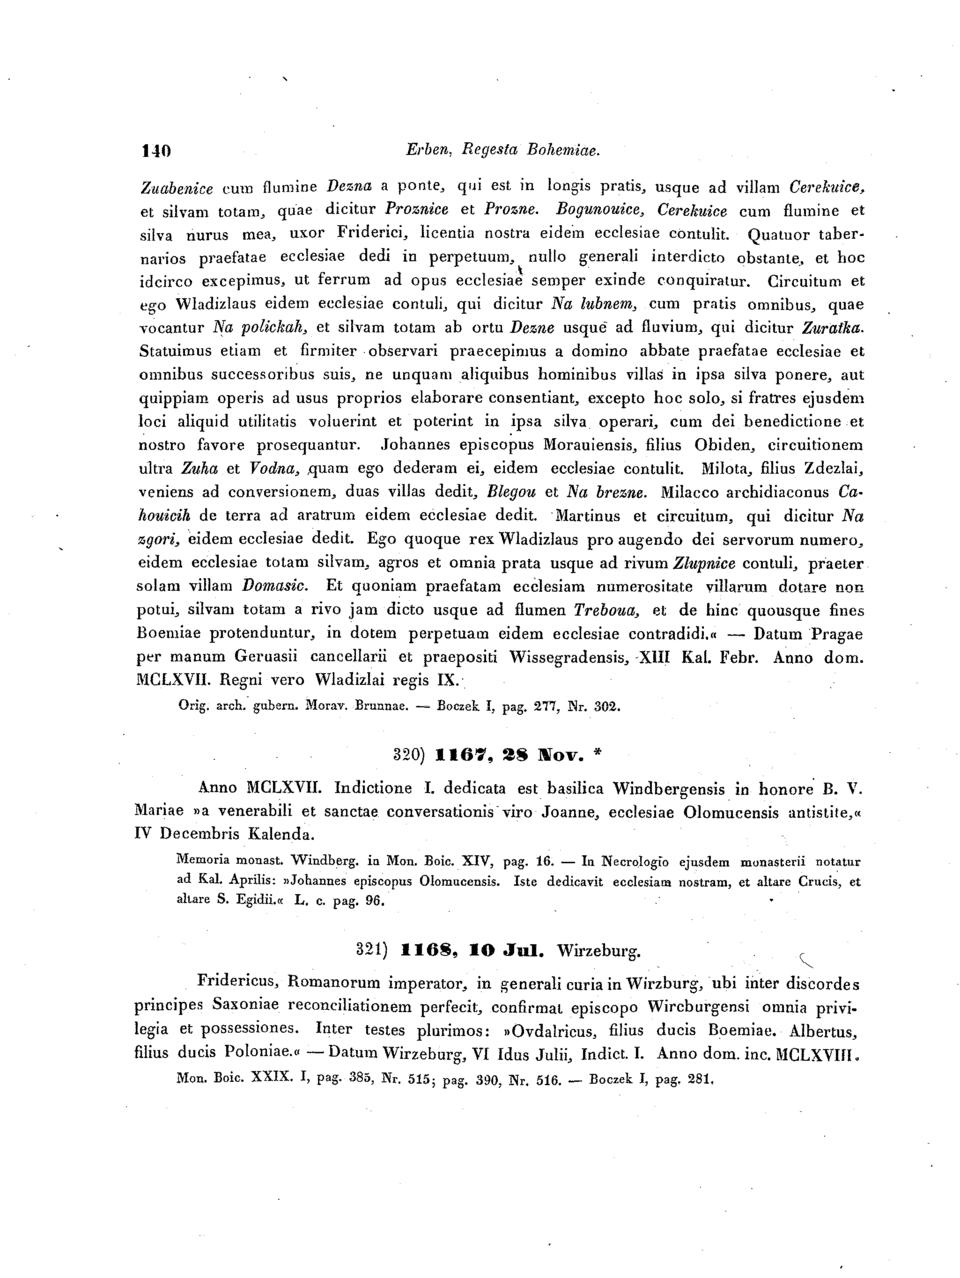 140 Erben, Regesta Bohemiae.
Zuabenice cum flumine Dezna a ponte, qui est in longis pratis, usque ad villam Cerekuice,
et silvam totam, quae dicitur Proznice et Prozne. Bogunouice, Cerekuice cum flumine et
silva nurus mea, uxor Friderici, licentia nostra eidem ecclesiae contulit. Quatuor taber-
narios praefatae ecclesiae dedi in perpetuum, nullo generali interdicto obstante, et hoc
idcirco excepimus, ut ferrum ad opus ecclesiae semper exinde conquiratur. Circuitum et
ego Wladizlaus eidem ecclesiae contuli, qui dicitur Na lubnem, cum pratis omnibus, quae
vocantur Na polickah, et silvam totam ab ortu Dezne usque ad fluvium, qui dicitur Zuratka.
Statuimus etiam et firmiter observari praecepimus a domino abbate praefatae ecclesiae et
omnibus successoribus suis, ne unquam aliquibus hominibus villas in ipsa silva ponere, aut
quippiam operis ad usus proprios elaborare consentiant, excepto hoc solo, si fratres ejusdem
loci aliquid utilitatis voluerint et poterint in ipsa silva operari, cum dei benedictione et
nostro favore prosequantur. Johannes episcopus Morauiensis, filius Obiden, circuitionem
ultra Zuha et Vodna, quam ego dederam ei, eidem ecclesiae contulit. Milota, filius Zdezlai,
veniens ad conversionem, duas villas dedit, Blegou et Na brezne. Milacco archidiaconus Ca-
houicih de terra ad aratrum eidem ecclesiae dedit. Martinus et circuitum, qui dicitur Na
zgori, eidem ecclesiae dedit. Ego quoque rex Wladizlaus pro augendo dei servorum numero,
eidem ecclesiae totam silvam, agros et omnia prata usque ad rivum Zlupnice contuli, praeter
solam villam Domasic. Et quoniam praefatam ecclesiam numerositate villarum dotare non
potui, silvam totam a rivo jam dicto usque ad flumen Treboua, et de hinc quousque fines
Boemiae protenduntur, in dotem perpetuam eidem ecclesiae contradidi.« — Datum Pragae
per manum Geruasii cancellarii et praepositi Wissegradensis, XIII Kal. Febr. Anno dom.
MCLXVII. Regni vero Wladizlai regis IX.
Orig. arch. gubern. Morav. Brunnae. — Boczek I, pag. 277, Nr. 302.
320) 1167, 28 Nov. *
Anno MCLXVII. Indictione I. dedicata est basilica Windbergensis in honore B. V.
Mariae »a venerabili et sanctae conversationis viro Joanne, ecclesiae Olomucensis antistite,«
IV Decembris Kalenda.
Memoria monast. Windberg. in Mon. Boic. XIV, pag. 16. — In Necrologio ejusdem monasterii notatur
ad Kal. Aprilis: »Johannes episcopus Olomucensis. Iste dedicavit ecclesiam nostram, et altare Crucis, et
altare S. Egidii.« L. c. pag. 96.
321) 1168, 10 Jul. Wirzeburg.
Fridericus, Romanorum imperator, in generali curia in Wirzburg, ubi inter discordes
principes Saxoniae reconciliationem perfecit, confirmat episcopo Wircburgensi omnia privi-
legia et possessiones. Inter testes plurimos: »Ovdalricus, filius ducis Boemiae. Albertus,
filius ducis Poloniae.« — Datum Wirzeburg, VI Idus Julii, Indict. I. Anno dom. inc. MCLXVIII.
Mon. Boic. XXIX. I, pag. 385, Nr. 515; pag. 390, Nr. 516. — Boczek I, pag. 281.